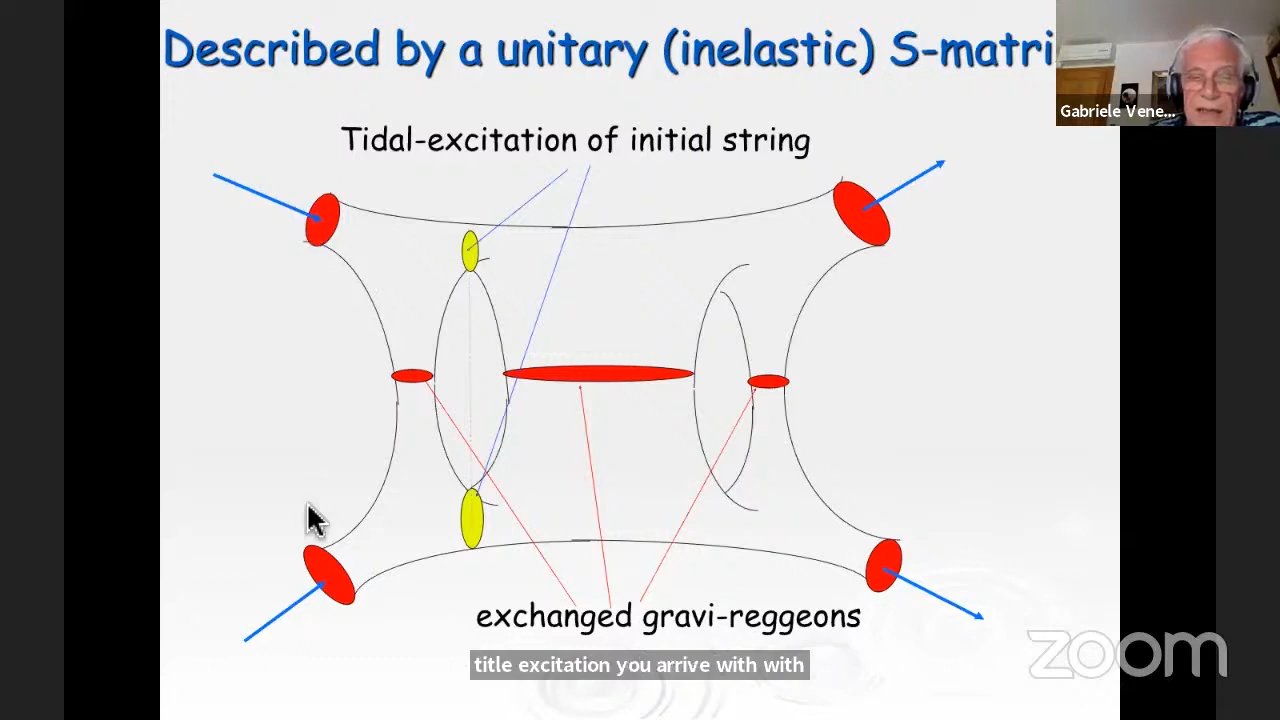 Described by a unitary (inelastic) S-matri
Gabriele Vene...
Tidal-excitation of initial string
exchanged gravi-reggeons
title excitation you arrive with with
zoom